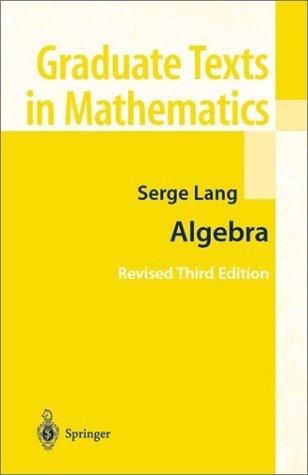 Graduate Texts
in Mathematics
Serge Lang
Algebra
Revised Third Edition
Springer